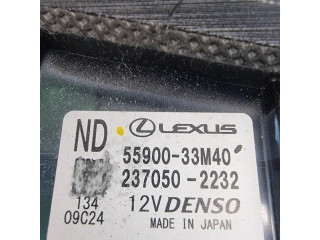 ND LEXUS
55900-33M40
237050-2232
134
09C24
12V DENSO
MADE IN JAPAN